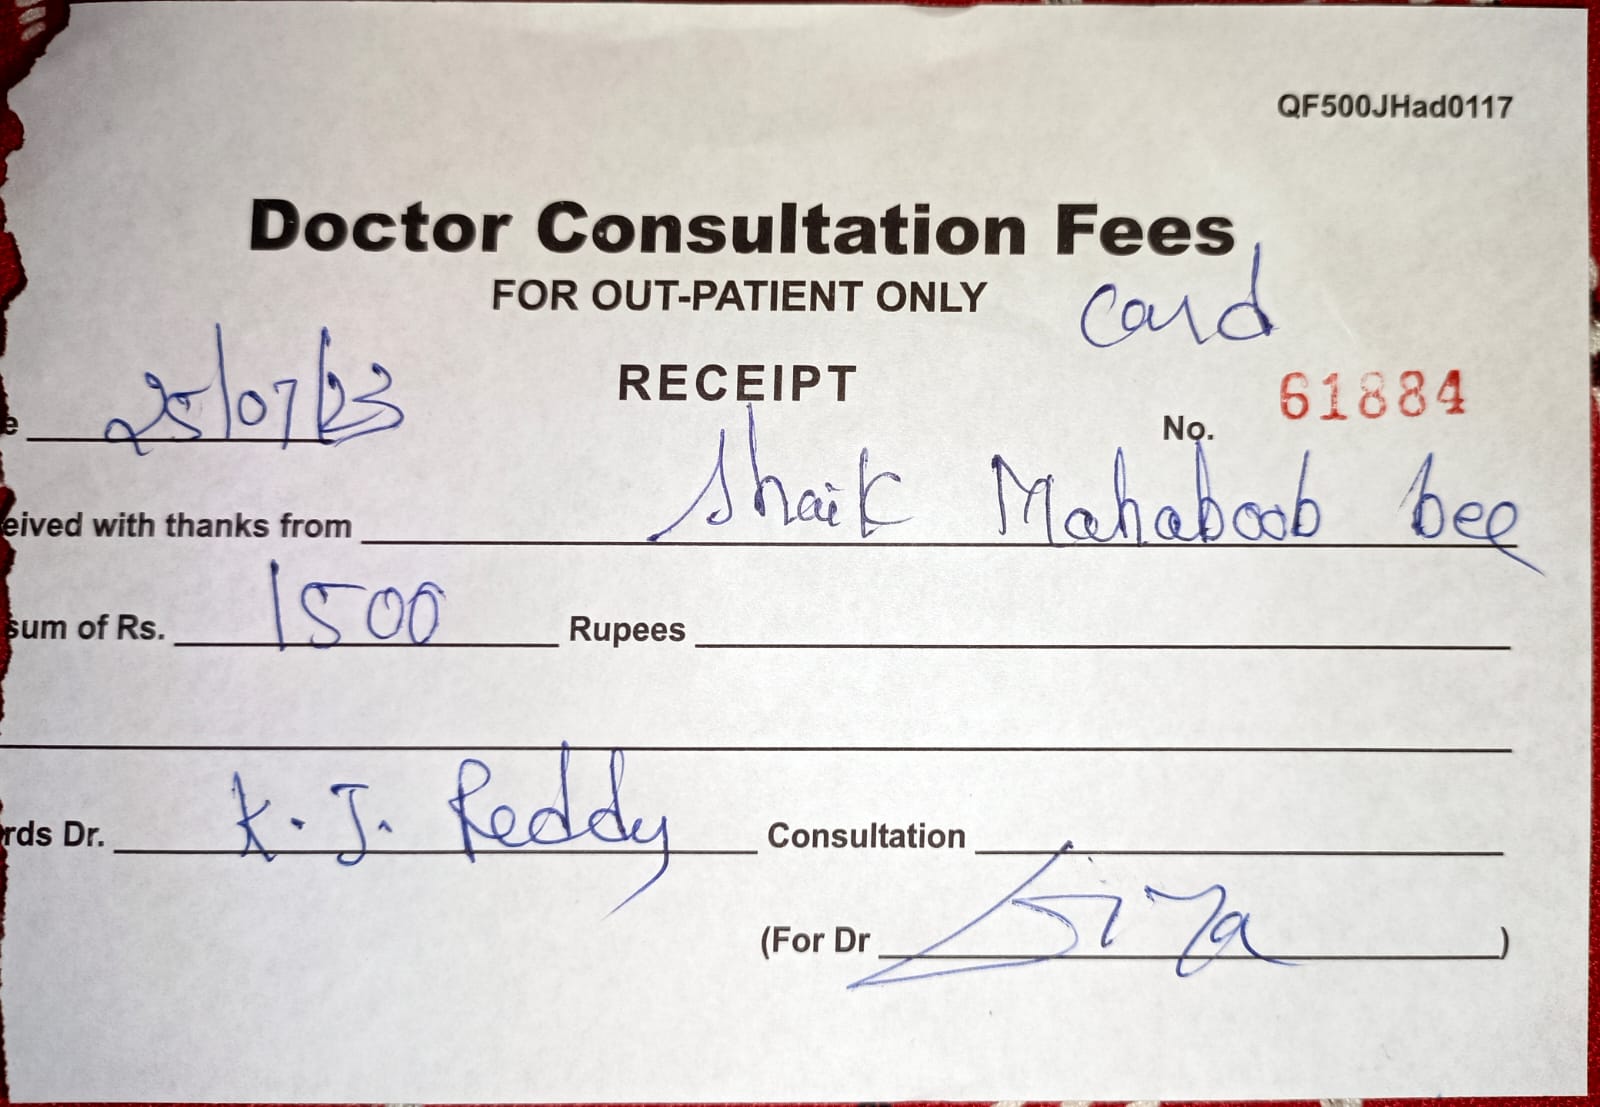 QF500JHad0117
Doctor Consultation Fees
FOR OUT-PATIENT ONLY Card
RECEIPT
e 25/07/23 No. 61884
eived with thanks from Shaik Mahaboob bee
sum of Rs. 1500 Rupees
rds Dr. K. J. Reddy Consultation
(For Dr )